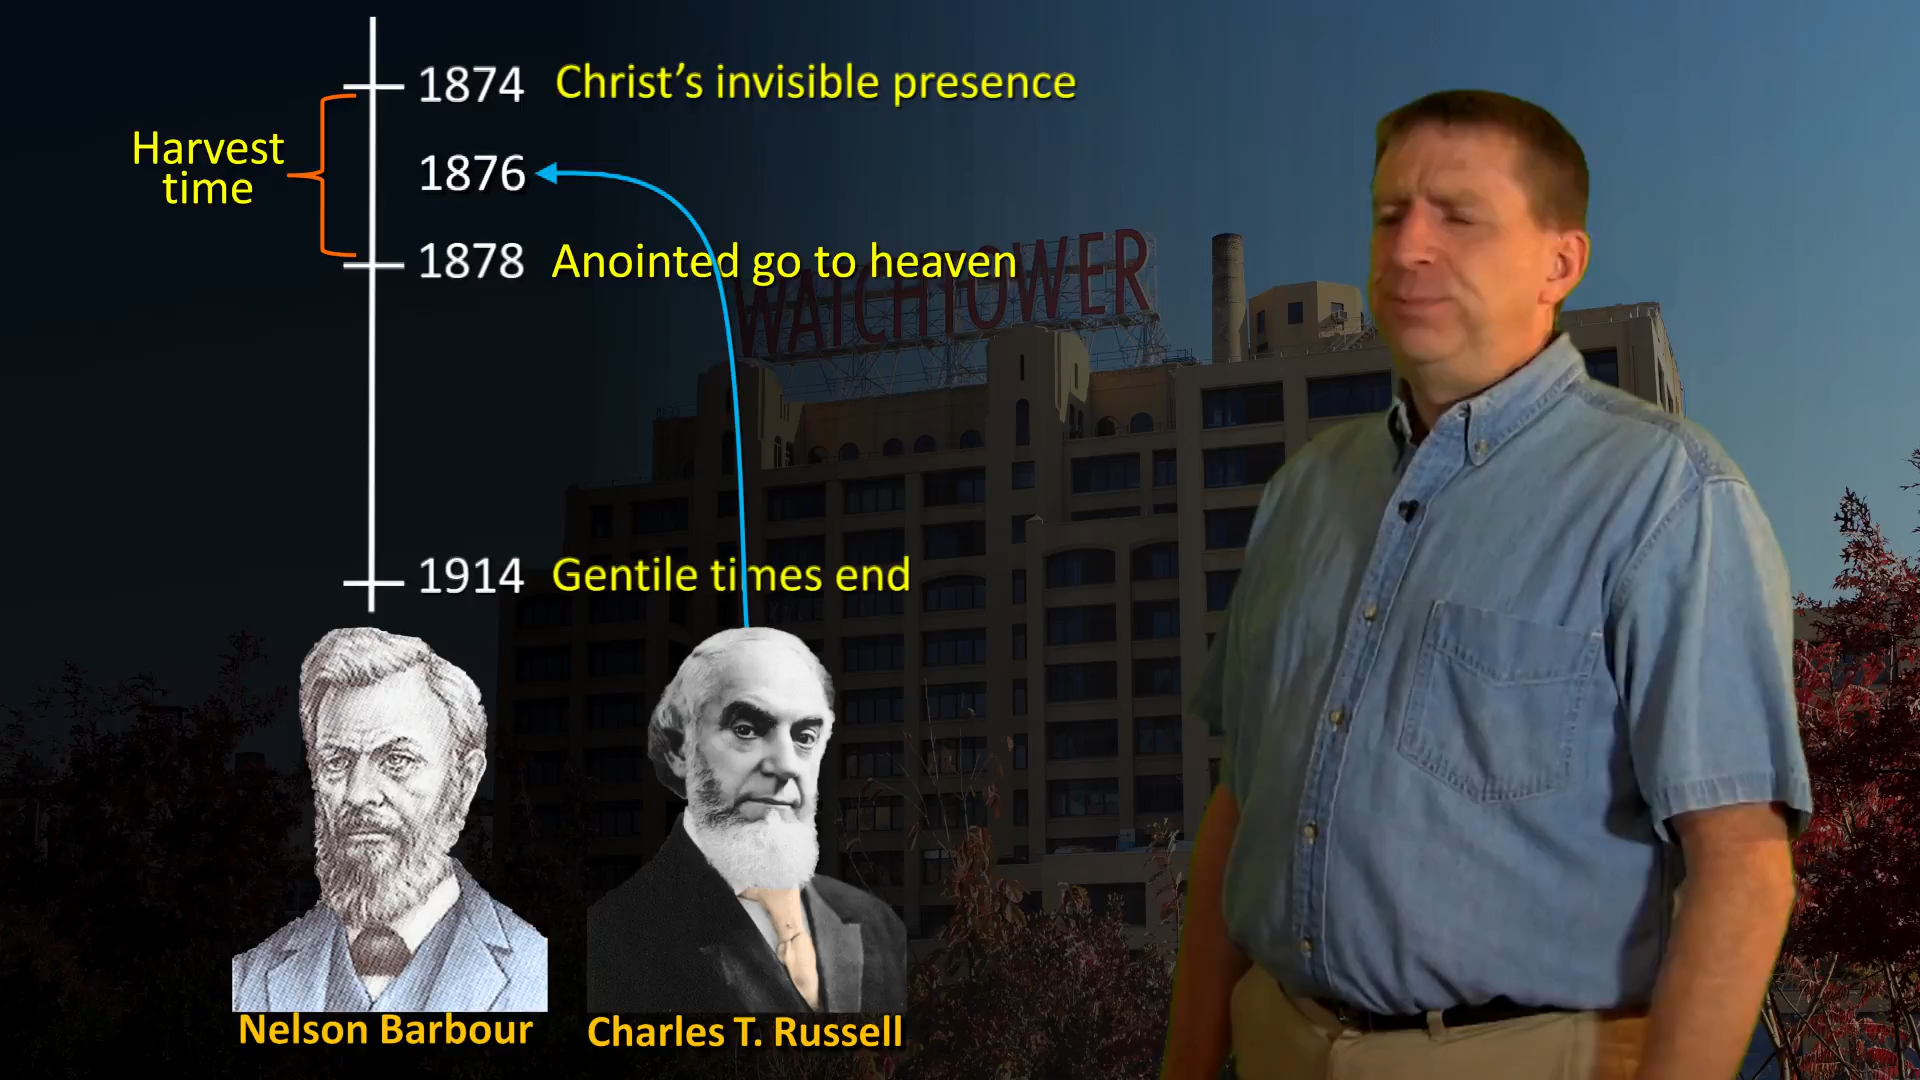 1874 Christ's invisible presence
Harvest
time
1876
1878 Anointed go to heaven
WATCHTOWER
1914 Gentile times end
Nelson Barbour
Charles T. Russell